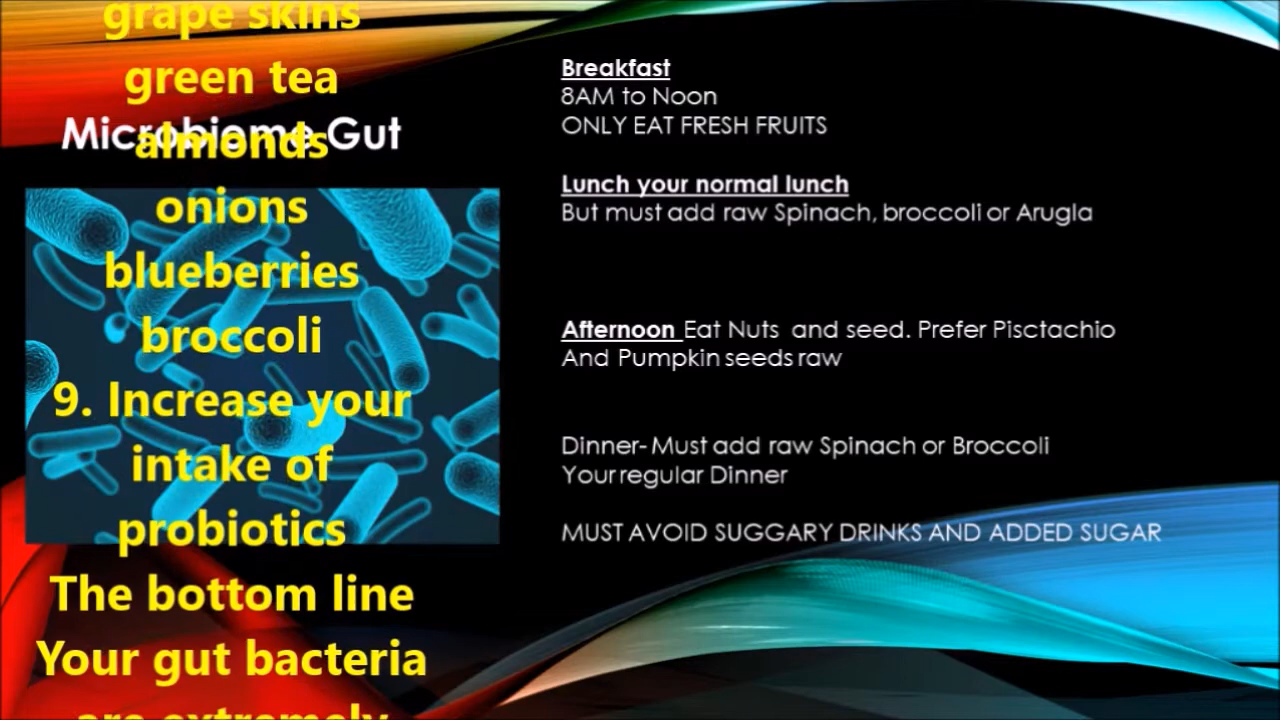 grape skins
green tea
almonds
onions
blueberries
broccoli
9. Increase your
intake of
probiotics
The bottom line
Your gut bacteria
are extremely
Microbiome Gut
Breakfast
8AM to Noon
ONLY EAT FRESH FRUITS
Lunch your normal lunch
But must add raw Spinach, broccoli or Arugla
Afternoon Eat Nuts and seed. Prefer Pisctachio
And Pumpkin seeds raw
Dinner- Must add raw Spinach or Broccoli
Your regular Dinner
MUST AVOID SUGGARY DRINKS AND ADDED SUGAR